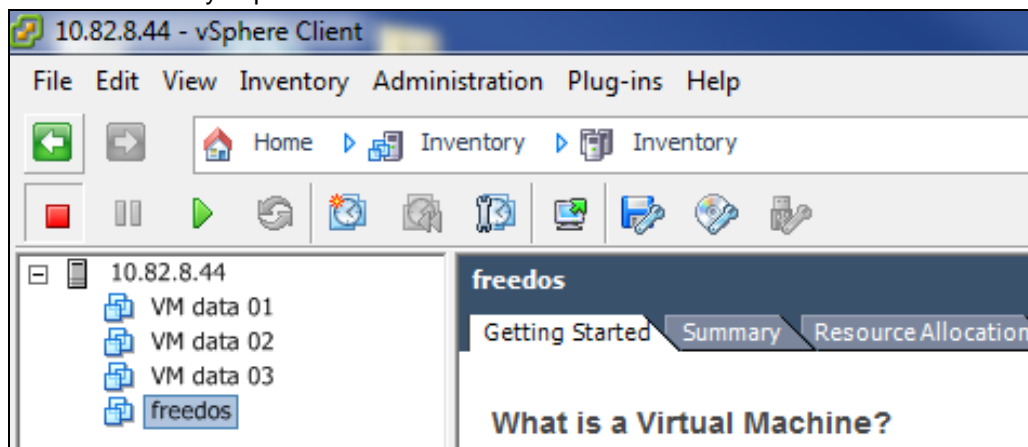 10.82.8.44 - vSphere Client
File Edit View Inventory Administration Plug-ins Help
Home Inventory Inventory
10.82.8.44
VM data 01
VM data 02
VM data 03
freedos
freedos
Getting Started Summary Resource Allocation
What is a Virtual Machine?